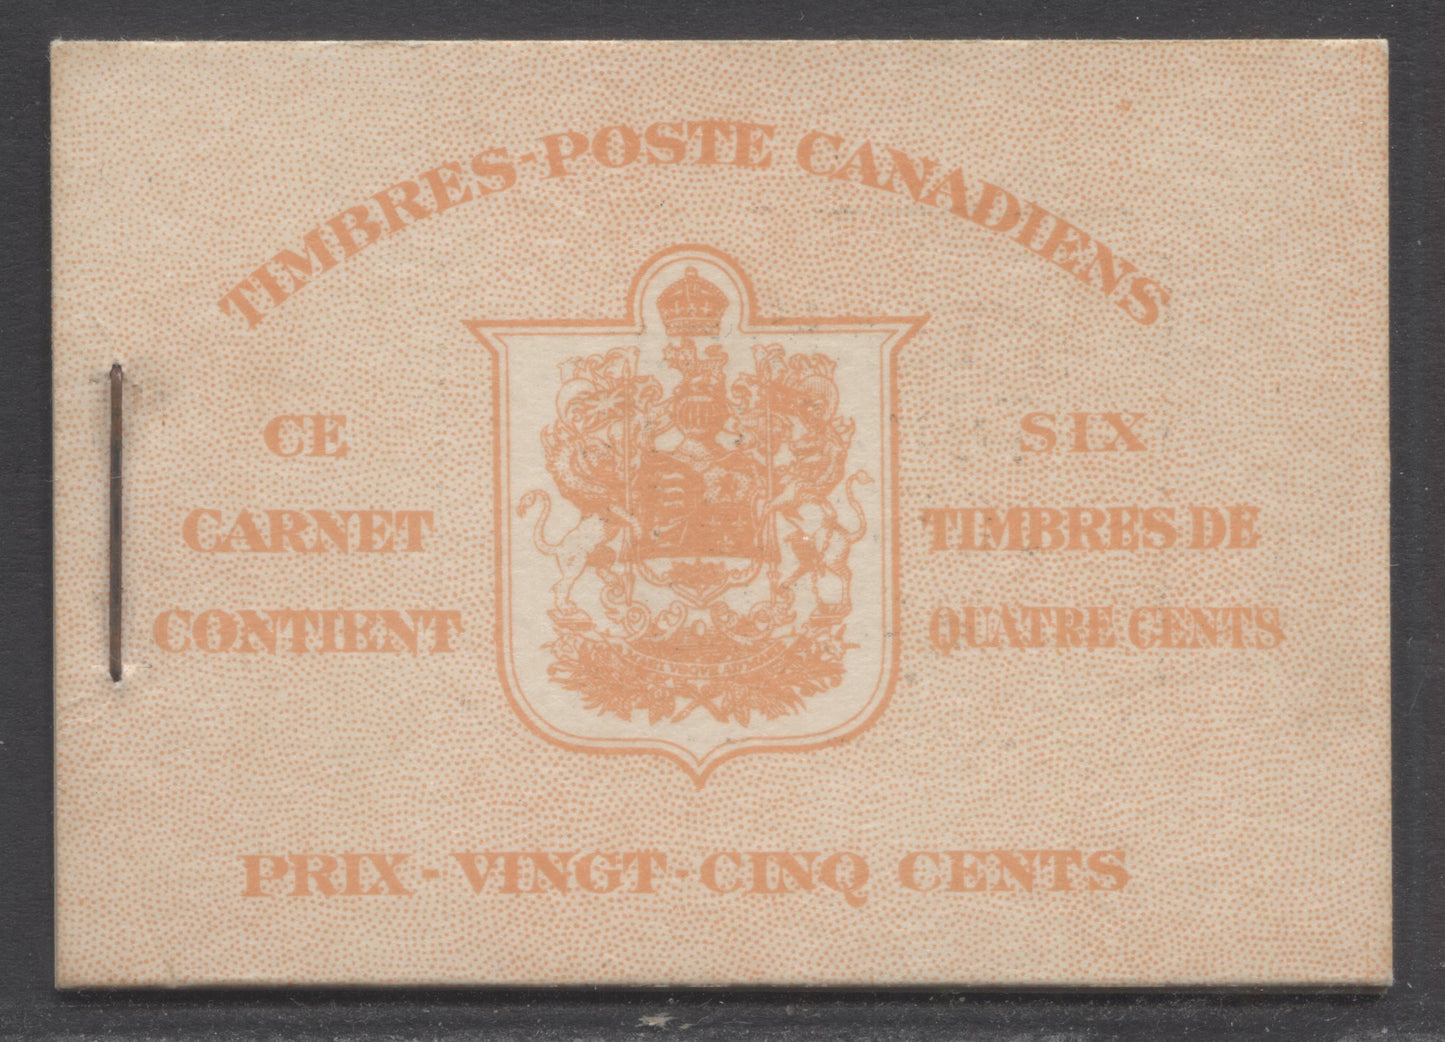 TIMBRES-POSTE CANADIENS
CE
CARNET
CONTIENT
SIX
TIMBRES DE
QUATRE CENTS
PRIX - VINGT-CINQ CENTS